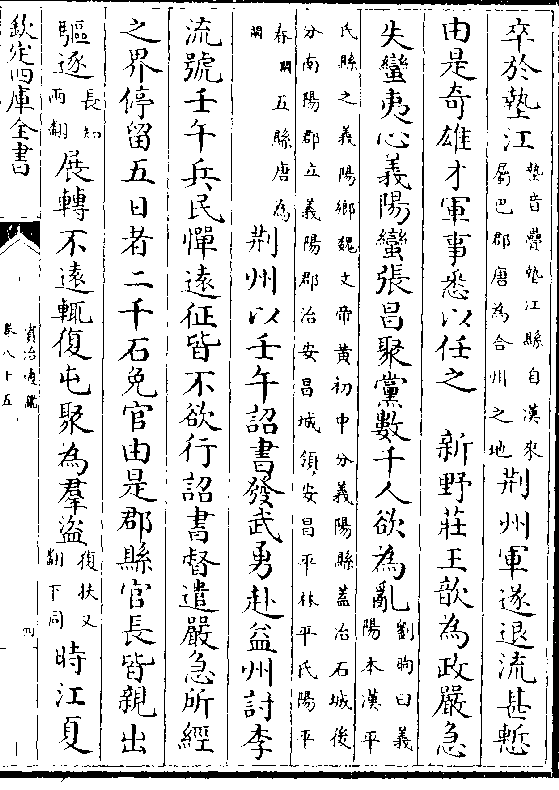 卒於墊江墊音疊墊江縣自漢來屬巴郡唐為合州之地荆州軍遂退流甚慙
由是奇雄才軍事悉以任之　新野莊王歆為政嚴急
失蠻夷心義陽蠻張昌聚黨數千人欲為亂劉昫曰義陽本漢平
氏縣之義陽鄉魏文帝黃初中分義陽縣蓋治石城後分南陽郡立義陽郡治安昌城領安昌平林平氏陽平
春闕五縣唐為闕荆州以壬午詔書發武勇赴益州討李
流號壬午兵民憚遠征皆不欲行詔書督遣嚴急所經
之界停留五日者二千石免官由是郡縣官長皆親出
驅逐長知兩翻展轉不遠輒復屯聚為羣盜復扶又翻下同時江夏
欽定四庫全書
資治通鑑
卷八十五
四